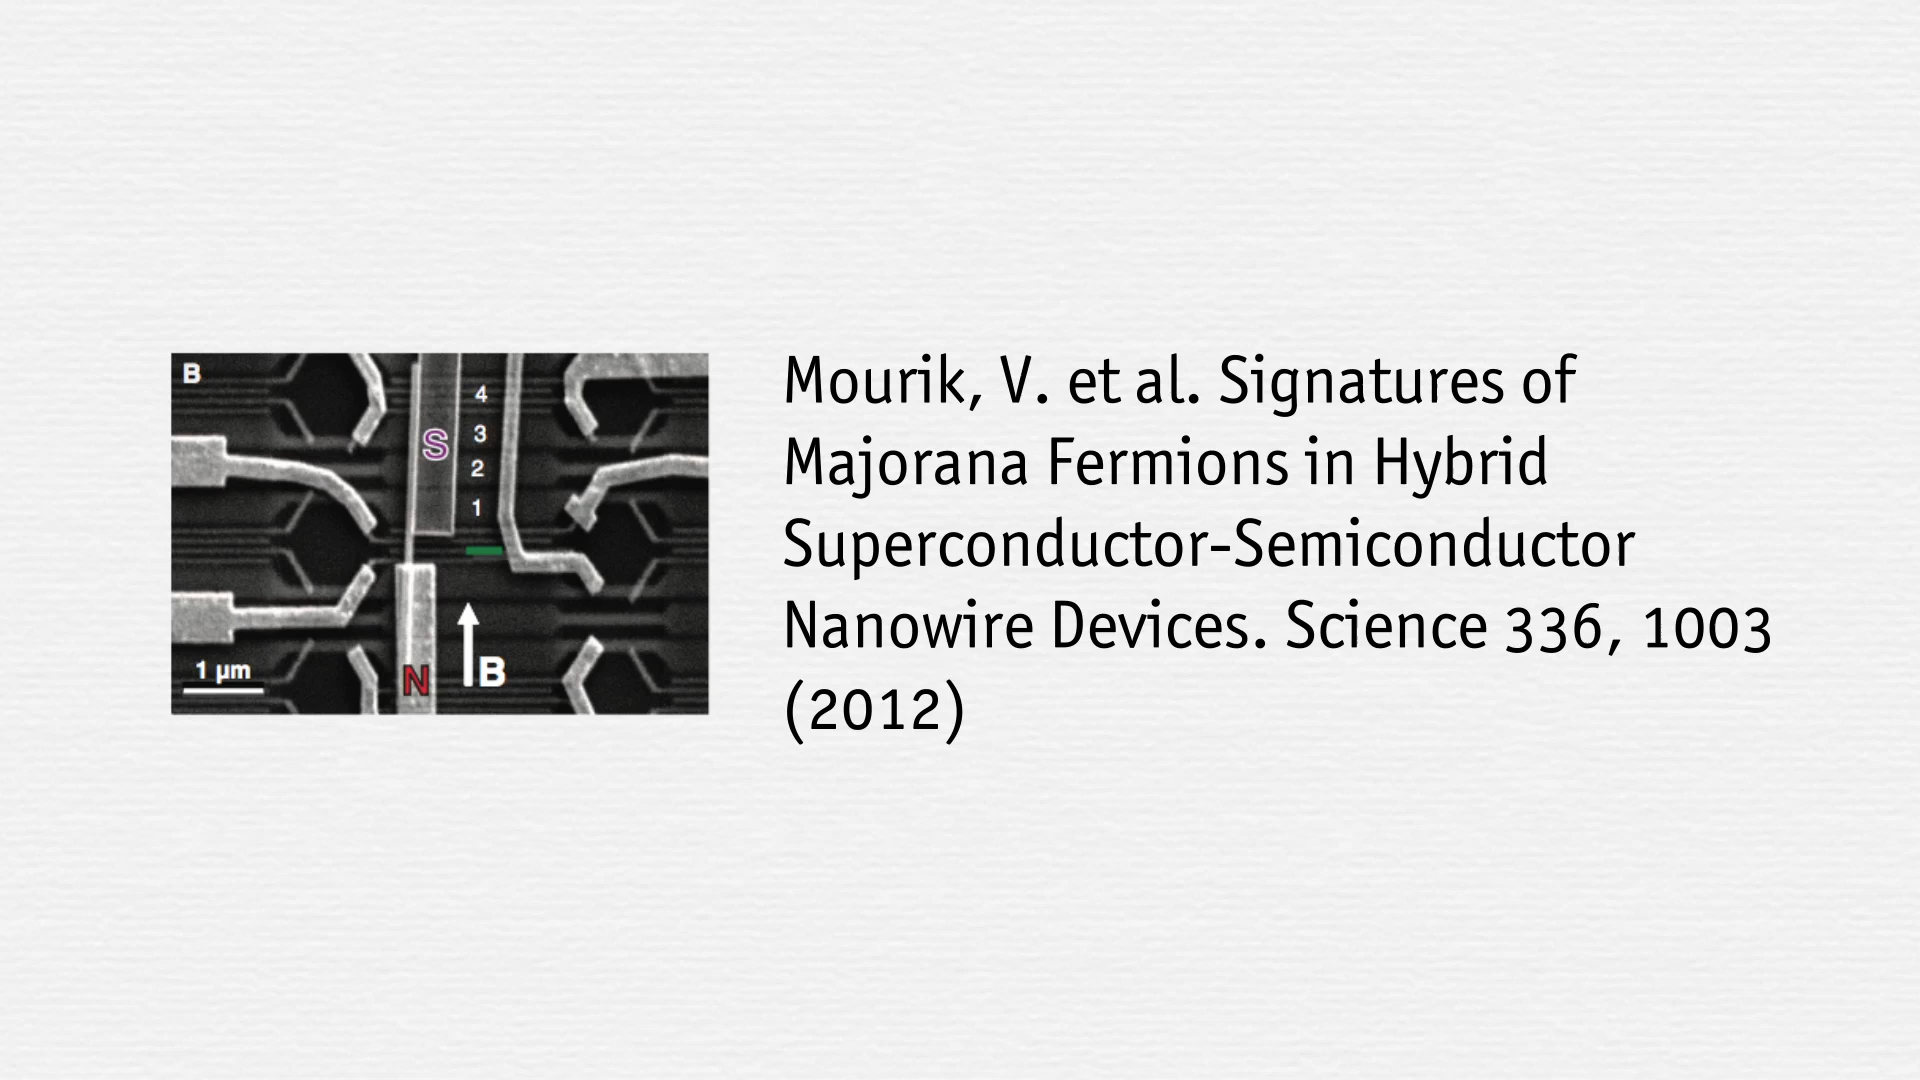 B
S
4
3
2
1
1 µm
N
B
Mourik, V. et al. Signatures of
Majorana Fermions in Hybrid
Superconductor-Semiconductor
Nanowire Devices. Science 336, 1003
(2012)